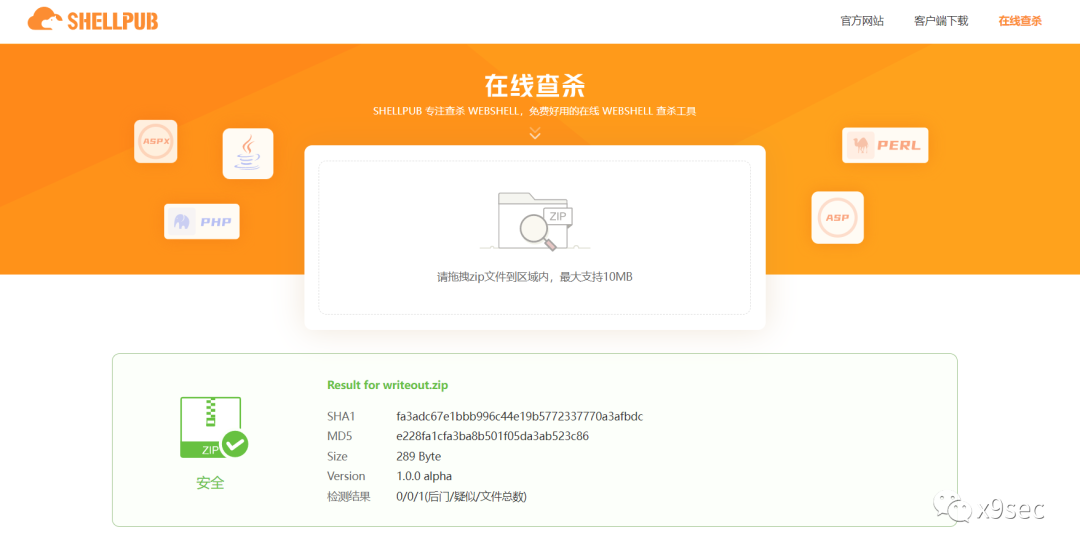 SHELLPUB
官方网站 客户端下载 在线查杀
在线查杀
SHELLPUB 专注查杀 WEBSHELL，免费好用的在线 WEBSHELL 查杀工具
ASPX
PERL
PHP
ASP
ZIP
请拖拽zip文件到区域内，最大支持10MB
Result for writeout.zip
SHA1 fa3adc67e1bbb996c44e19b5772337770a3afbdc
MD5 e228fa1cfa3ba8b501f05da3ab523c86
Size 289 Byte
Version 1.0.0 alpha
检测结果 0/0/1(后门/疑似/文件总数)
ZIP
安全
x9sec